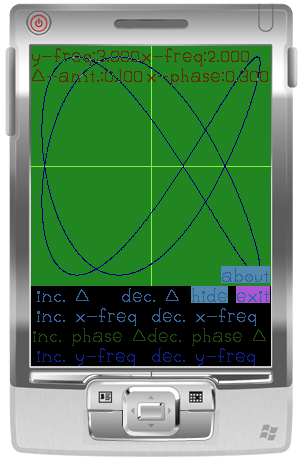 y-freq:3.000 x-freq:2.000
Δ-amt.:0.100 x-phase:0.300
about
inc. Δ dec. Δ hide exit
inc. x-freq dec. x-freq
inc. phase Δ dec. phase Δ
inc. y-freq dec. y-freq